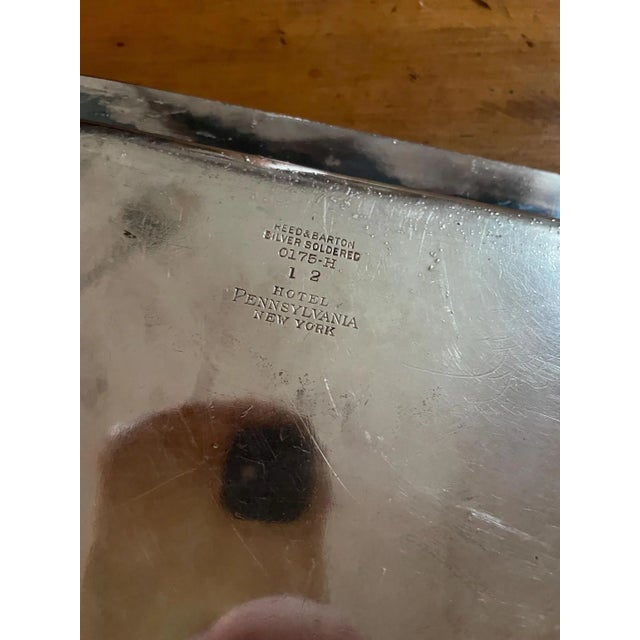 REED & BARTON
SILVER SOLDERED
0175-H
1 2
HOTEL
PENNSYLVANIA
NEW YORK